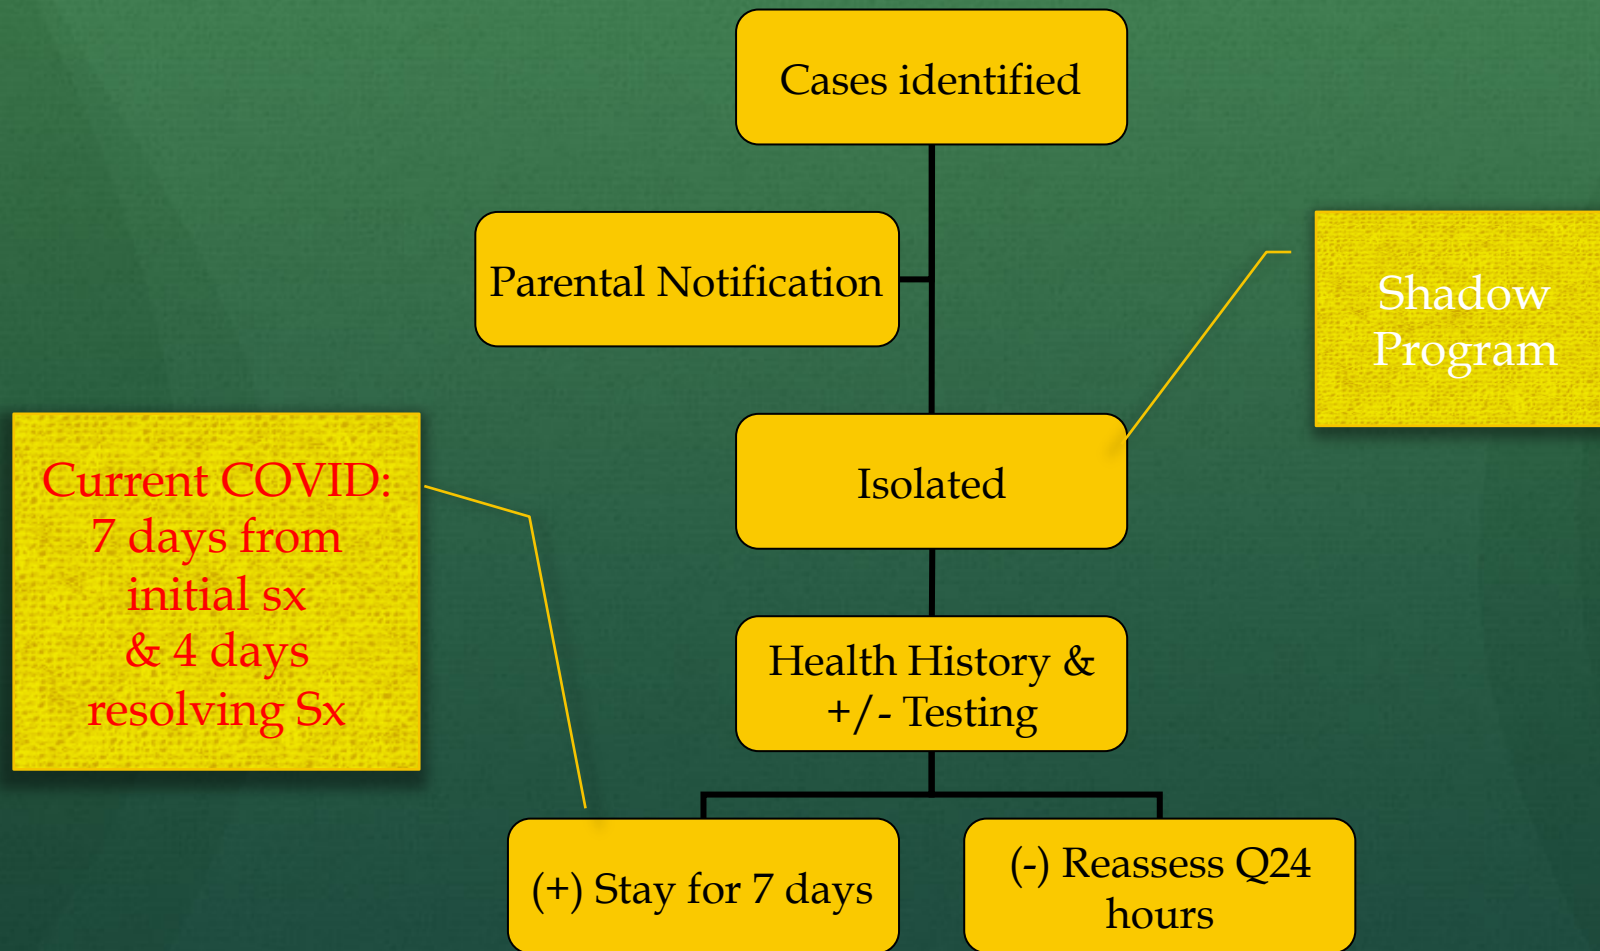 Cases identified
Parental Notification
Shadow
Program
Current COVID:
7 days from
initial sx
& 4 days
resolving Sx
Isolated
Health History &
+/- Testing
(+) Stay for 7 days
(-) Reassess Q24
hours